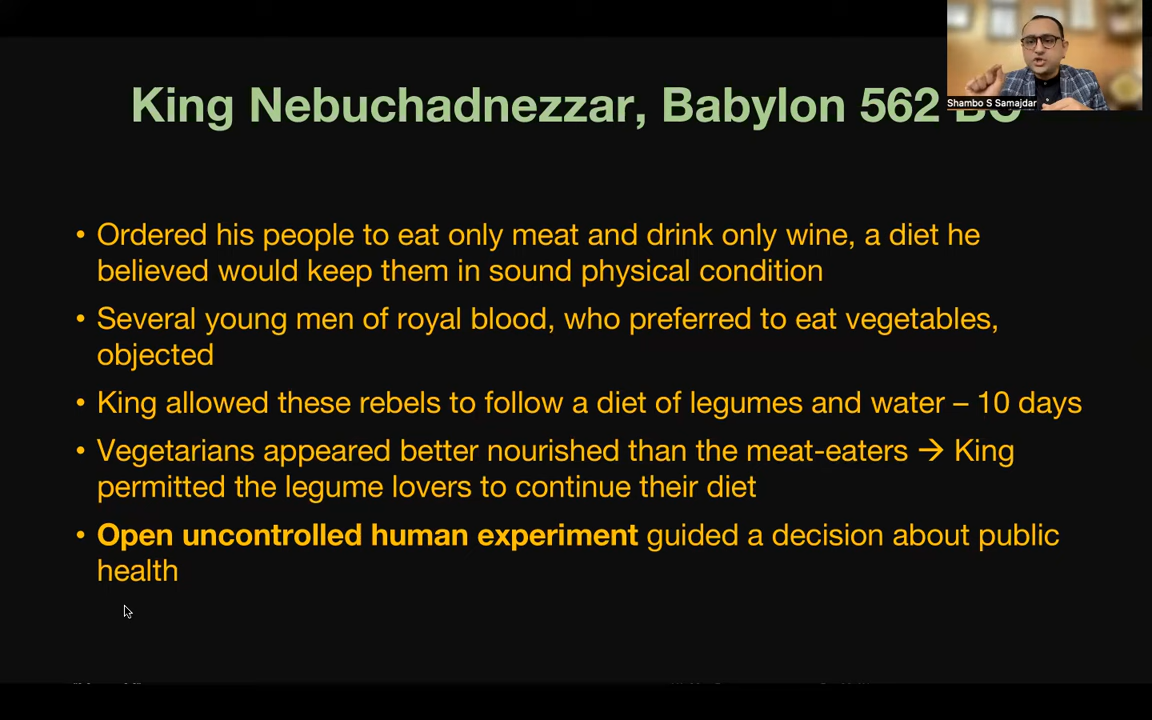 Shambo S Samajdar
King Nebuchadnezzar, Babylon 562 BC
• Ordered his people to eat only meat and drink only wine, a diet he
believed would keep them in sound physical condition
• Several young men of royal blood, who preferred to eat vegetables,
objected
• King allowed these rebels to follow a diet of legumes and water – 10 days
• Vegetarians appeared better nourished than the meat-eaters → King
permitted the legume lovers to continue their diet
• Open uncontrolled human experiment guided a decision about public
health